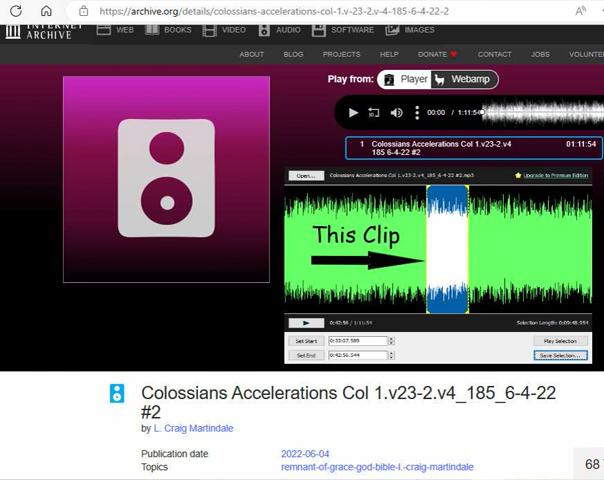 https://archive.org/details/colossians-accelerations-col-1.v23-2.v4-185-6-4-22-2
INTERNET ARCHIVE
WEB BOOKS VIDEO AUDIO SOFTWARE IMAGES
ABOUT BLOG PROJECTS HELP DONATE CONTACT JOBS VOLUNTE
Play from: Player Webamp
00:00 / 1:11:54
1 Colossians Accelerations Col 1.v23-2.v4 01:11:54
185 6-4-22 #2
Open... Colossians Accelerations Col 1.v23-2.v4_185_6-4-22 #2.mp3 Upgrade to Premium Edition
This Clip
0:42:56 / 1:11:54 Selection Length: 0:09:48.954
Set Start 0:33:07.589 Play Selection
Set End 0:42:56.544 Save Selection...
Colossians Accelerations Col 1.v23-2.v4_185_6-4-22
#2
by L. Craig Martindale
Publication date 2022-06-04
Topics remnant-of-grace-god-bible-l.-craig-martindale
68